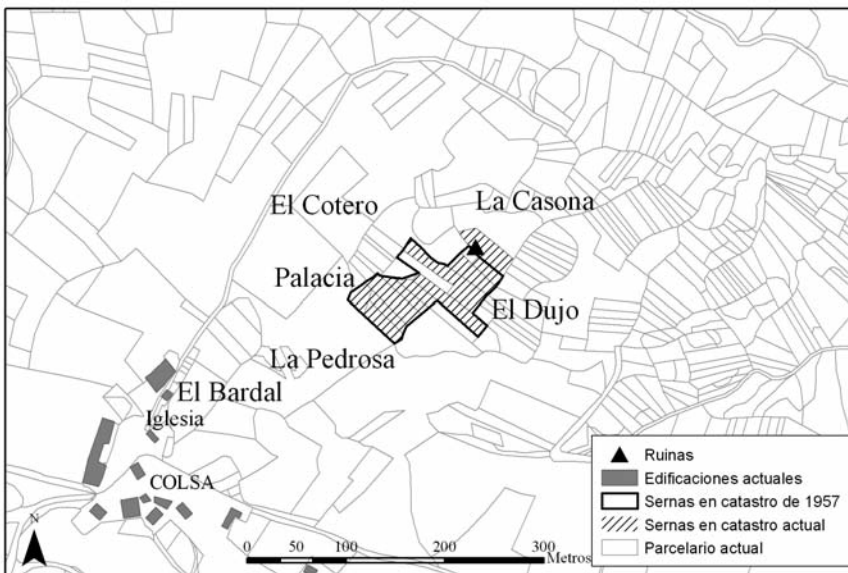 El Cotero
La Casona
Palacia
El Dujo
La Pedrosa
El Bardal
Iglesia
COLSA
N
0 50 100 200 300
Metros
Ruinas
Edificaciones actuales
Sernas en catastro de 1957
Sernas en catastro actual
Parcelario actual